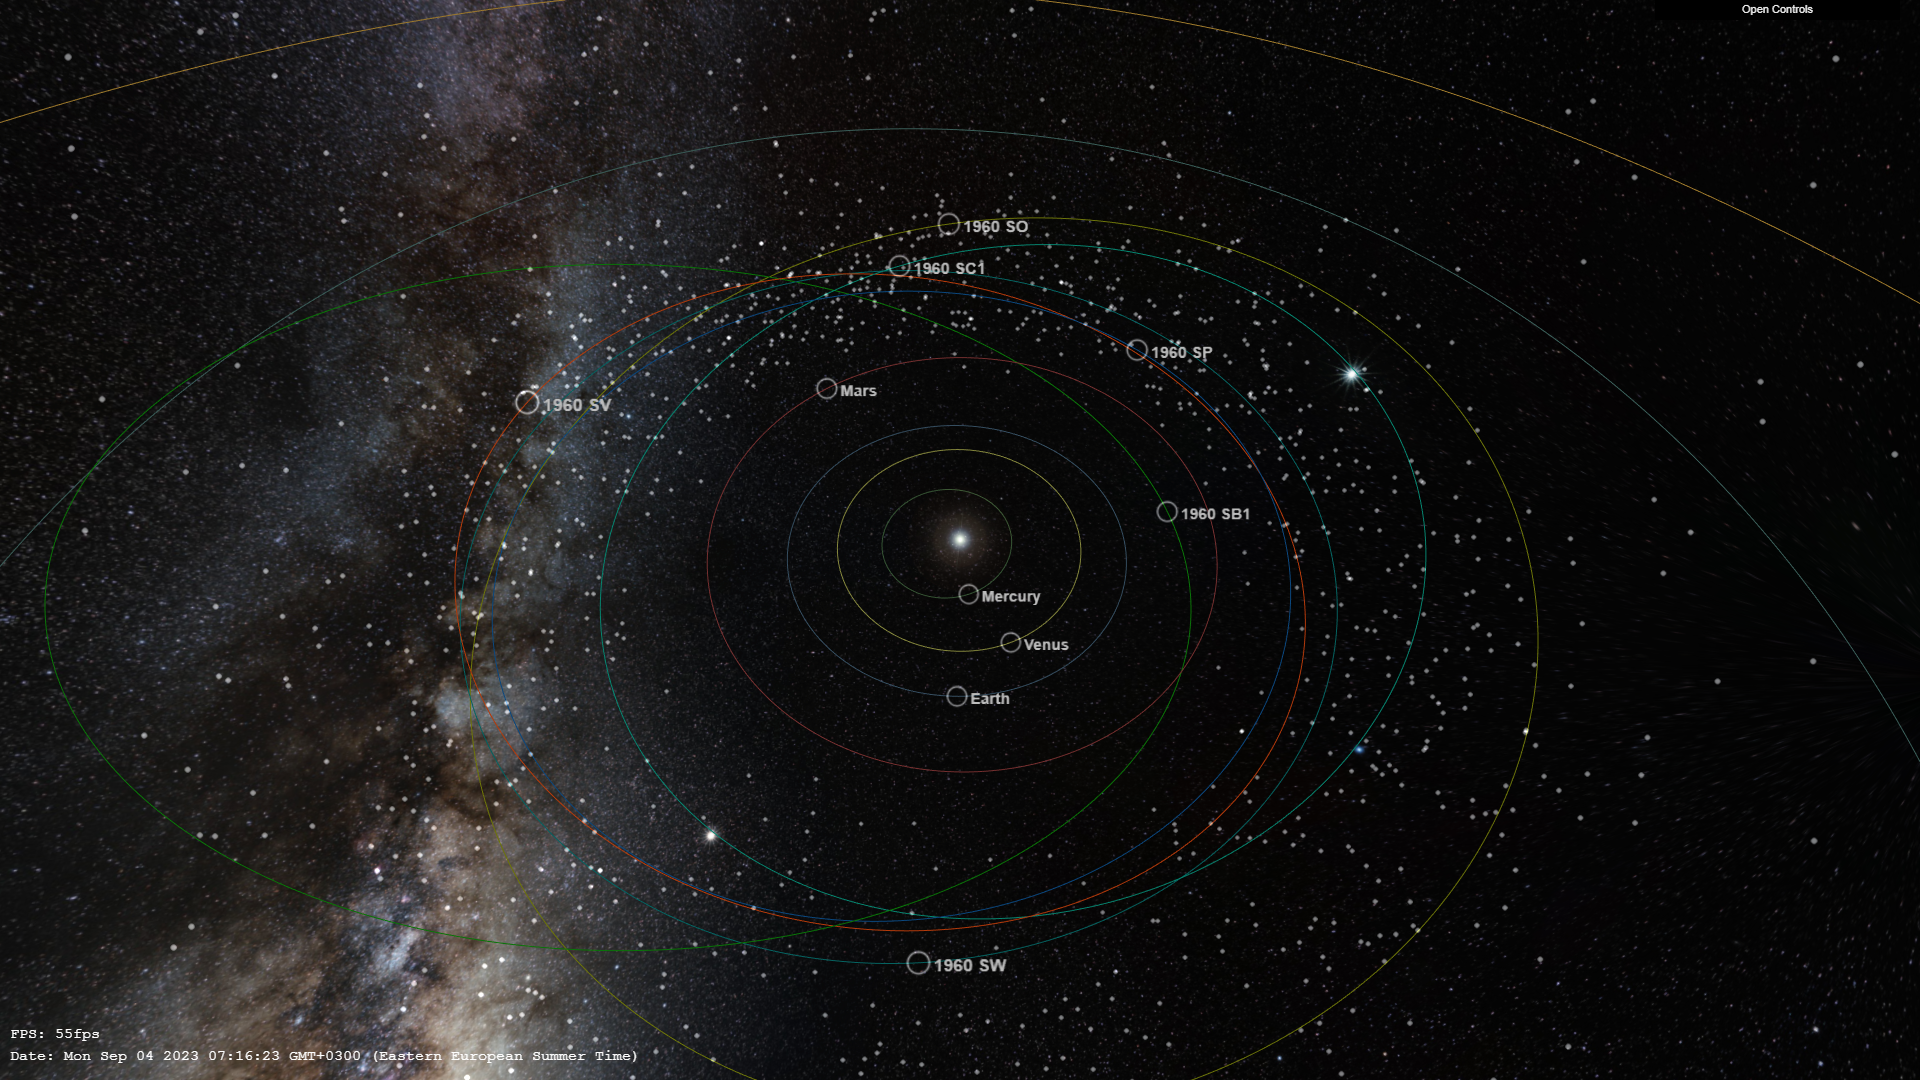 Open Controls
1960 SO
1960 SC1
1960 SP
Mars
1960 SV
1960 SB1
Mercury
Venus
Earth
1960 SW
FPS: 55fps
Date: Mon Sep 04 2023 07:16:23 GMT+0300 (Eastern European Summer Time)